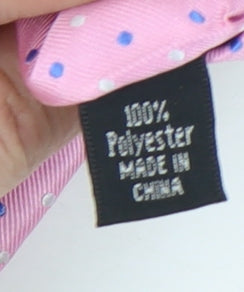 100%
Polyester
MADE IN
CHINA